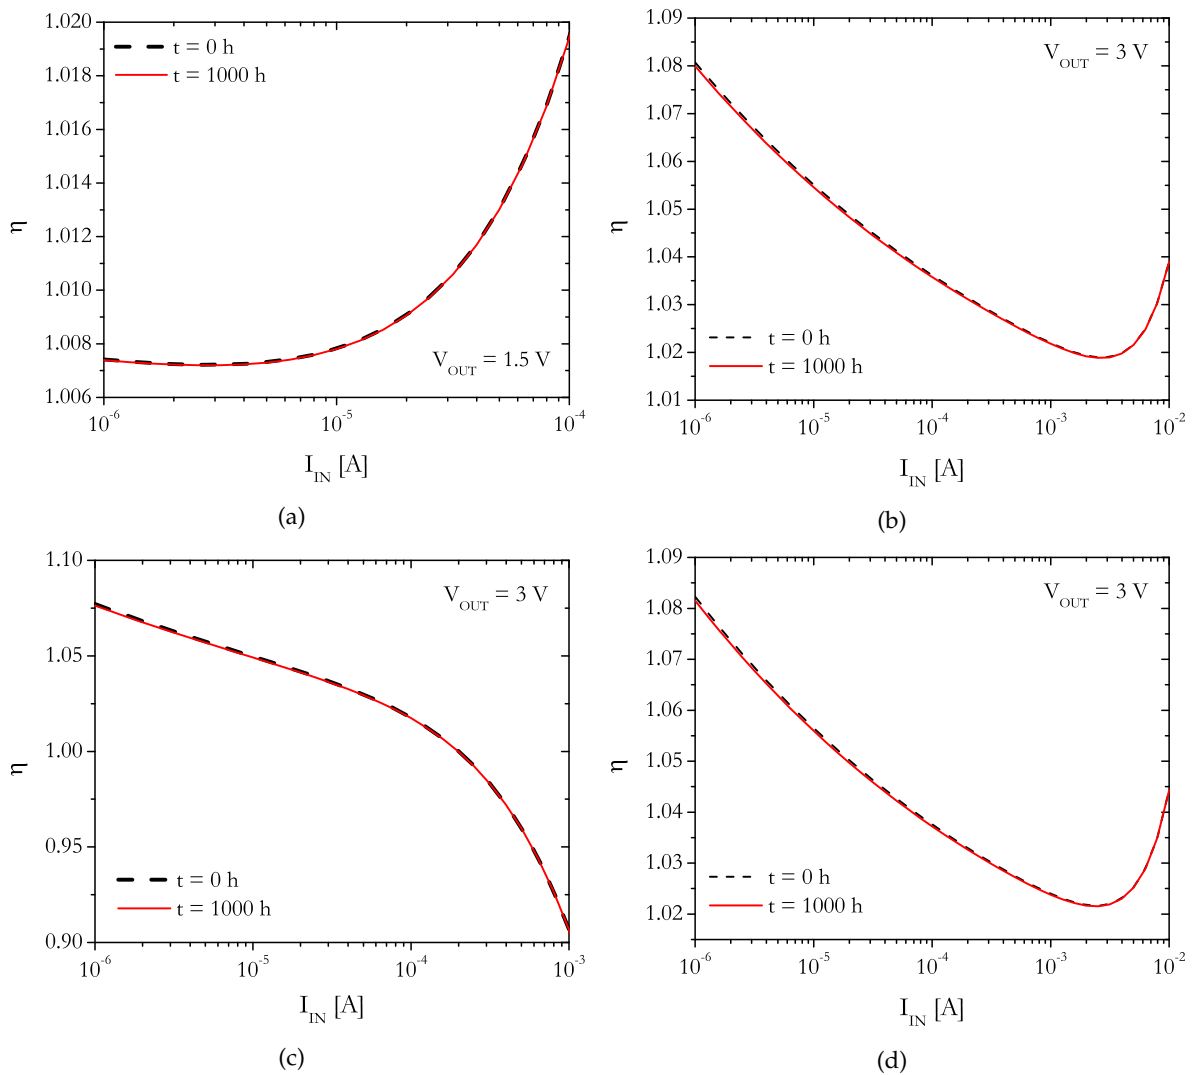 1.020
1.018
1.016
1.014
1.012
1.010
1.008
1.006
η
t = 0 h
t = 1000 h
V_OUT = 1.5 V
10^-6
10^-5
10^-4
I_IN [A]
(a)
1.09
1.08
1.07
1.06
1.05
1.04
1.03
1.02
1.01
η
V_OUT = 3 V
t = 0 h
t = 1000 h
10^-6
10^-5
10^-4
10^-3
10^-2
I_IN [A]
(b)
1.10
1.05
1.00
0.95
0.90
η
V_OUT = 3 V
t = 0 h
t = 1000 h
10^-6
10^-5
10^-4
10^-3
I_IN [A]
(c)
1.09
1.08
1.07
1.06
1.05
1.04
1.03
1.02
η
V_OUT = 3 V
t = 0 h
t = 1000 h
10^-6
10^-5
10^-4
10^-3
10^-2
I_IN [A]
(d)